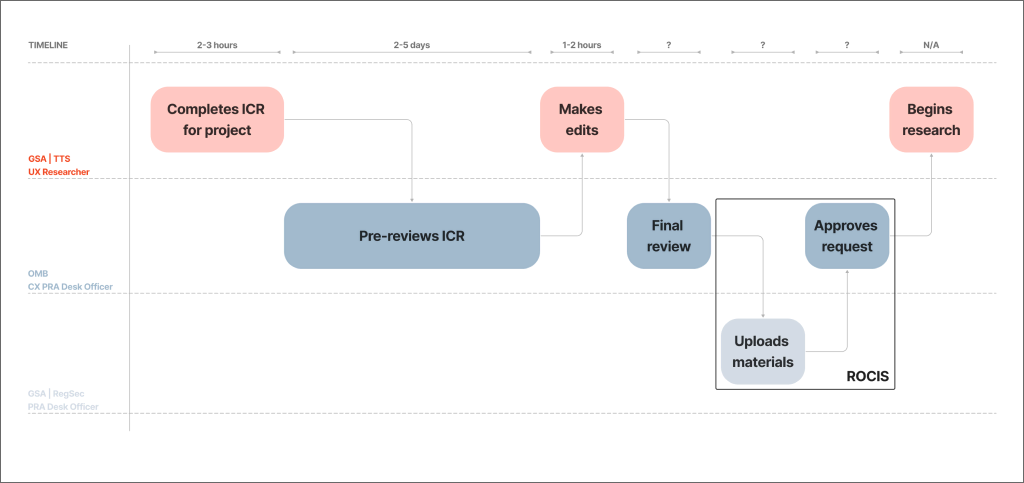 TIMELINE
2-3 hours
2-5 days
1-2 hours
?
?
?
N/A
Completes ICR
for project
Makes
edits
Begins
research
GSA | TTS
UX Researcher
Pre-reviews ICR
Final
review
Approves
request
OMB
CX PRA Desk Officer
Uploads
materials
ROCIS
GSA | RegSec
PRA Desk Officer